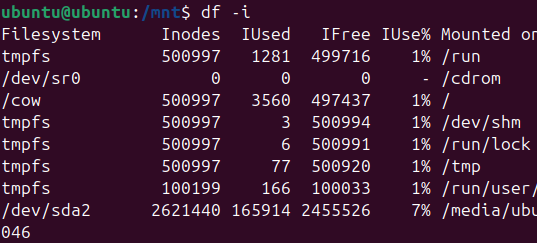 ubuntu@ubuntu:/mnt$ df -i
Filesystem      Inodes  IUsed   IFree IUse% Mounted on
tmpfs           500997   1281  499716    1% /run
/dev/sr0             0      0       0     - /cdrom
/cow            500997   3560  497437    1% /
tmpfs           500997      3  500994    1% /dev/shm
tmpfs           500997      6  500991    1% /run/lock
tmpfs           500997     77  500920    1% /tmp
tmpfs           100199    166  100033    1% /run/user/
/dev/sda2      2621440 165914 2455526    7% /media/ubu
046